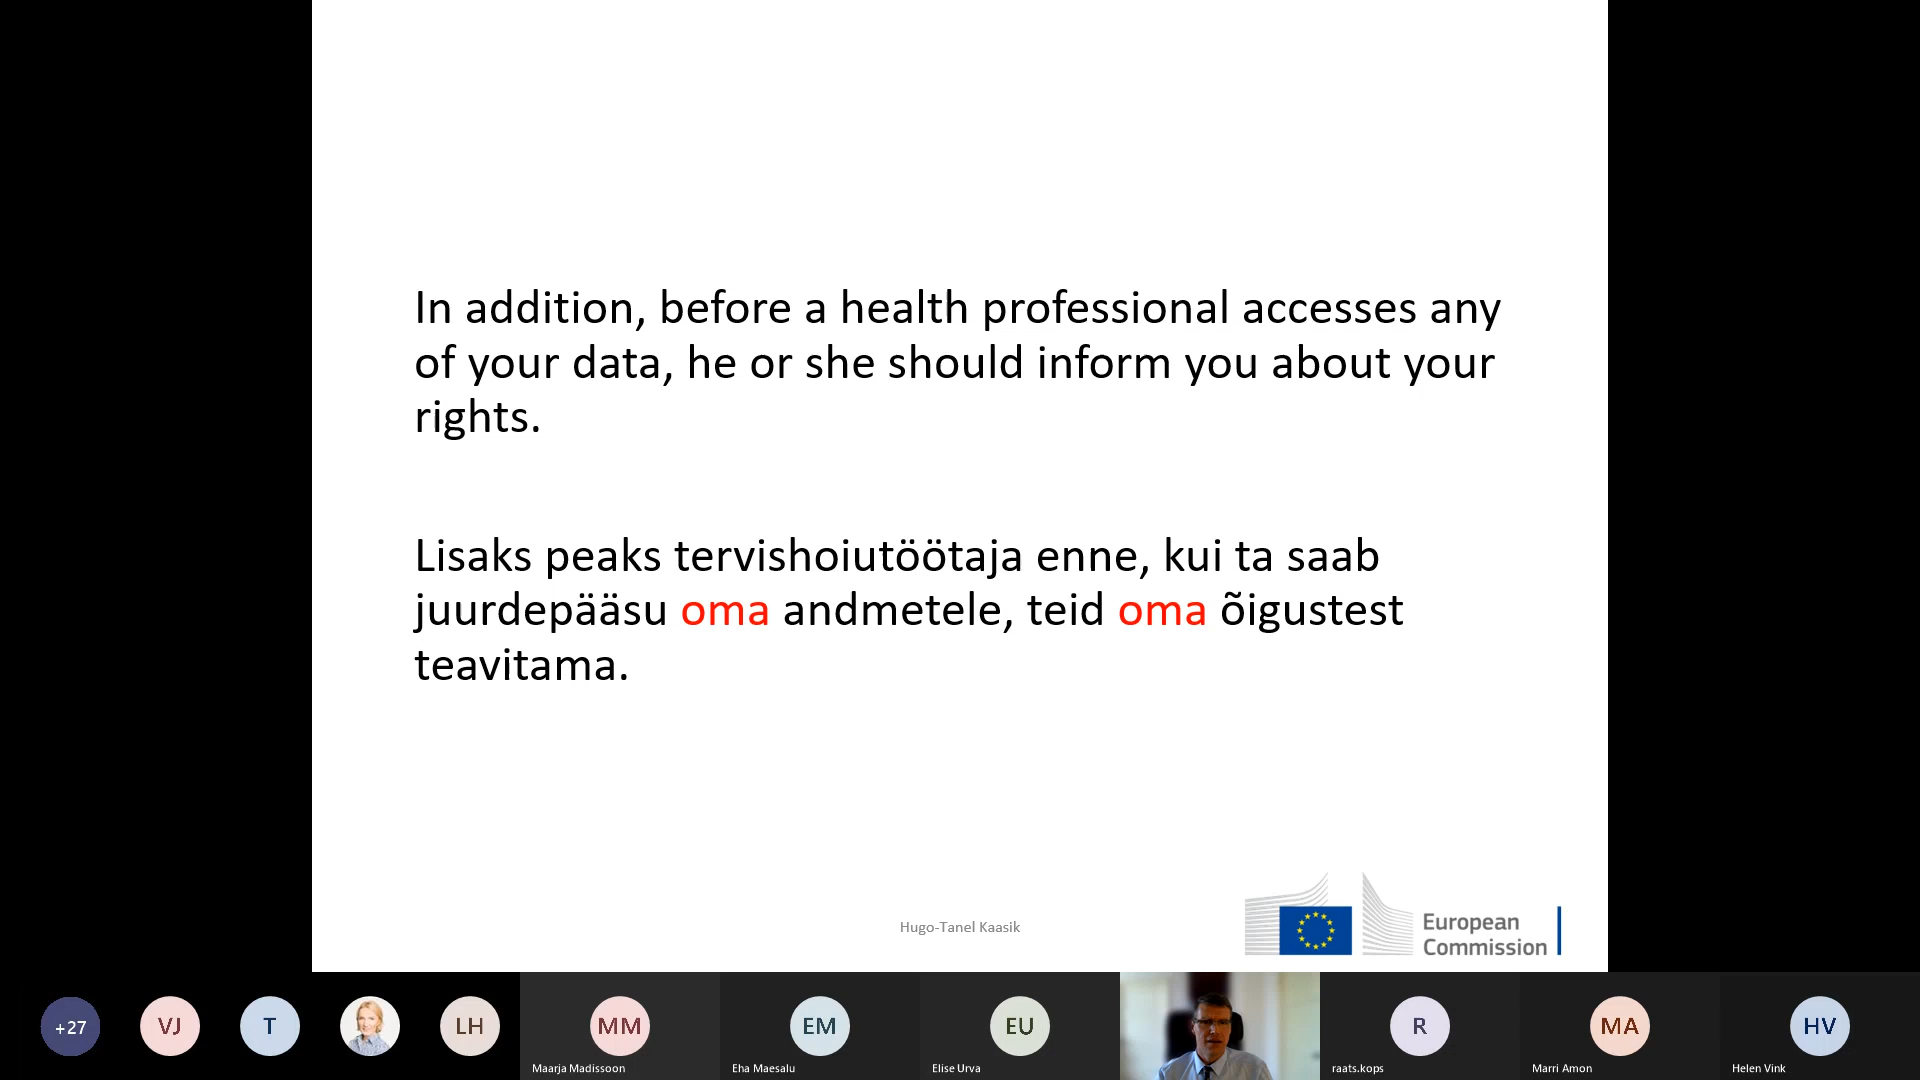 In addition, before a health professional accesses any
of your data, he or she should inform you about your
rights.
Lisaks peaks tervishoiutöötaja enne, kui ta saab
juurdepääsu oma andmetele, teid oma õigustest
teavitama.
Hugo-Tanel Kaasik
European
Commission
+27
VJ
T
LH
MM
EM
EU
R
MA
HV
Maarja Madissoon
Eha Maesalu
Elise Urva
raats.kops
Marri Amon
Helen Vink